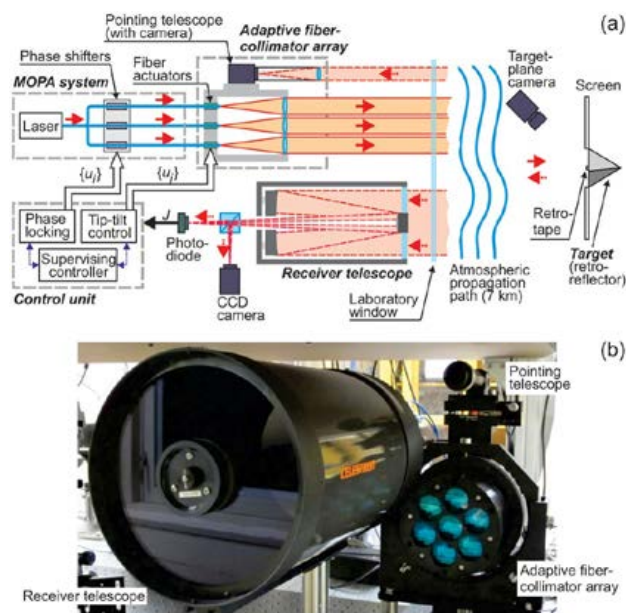 (a)
Pointing telescope
(with camera)
Adaptive fiber-
collimator array
Phase shifters
MOPA system
Fiber
actuators
Target-
plane
camera
Screen
Laser
{u_i}
{u_j}
Phase
locking
Tip-tilt
control
J
Photo-
diode
Supervising
controller
Control unit
CCD
camera
Receiver telescope
Laboratory
window
Atmospheric
propagation
path (7 km)
Retro-
tape
Target
(retro-
reflector)
(b)
Pointing
telescope
CELESTRON
Receiver telescope
Adaptive fiber-
collimator array